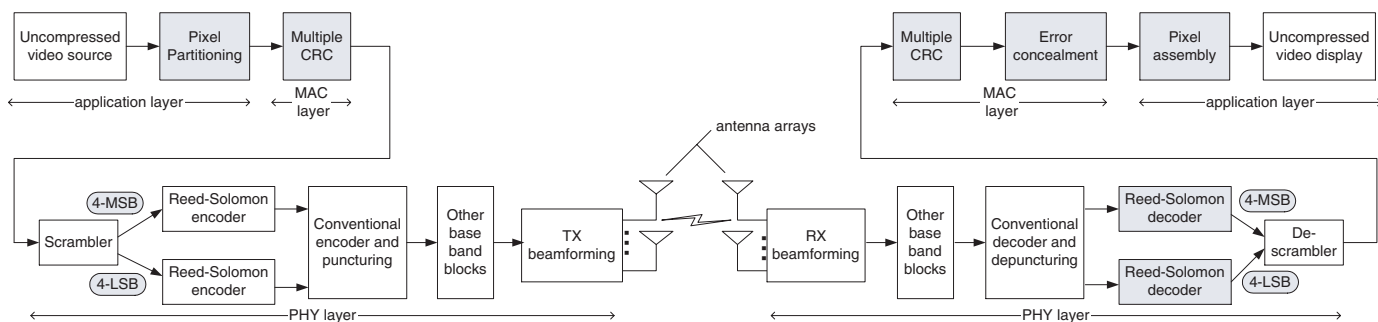 Uncompressed
video source
Pixel
Partitioning
Multiple
CRC
application layer
MAC
layer
Multiple
CRC
Error
concealment
Pixel
assembly
Uncompressed
video display
MAC
layer
application layer
antenna arrays
Scrambler
4-MSB
4-LSB
Reed-Solomon
encoder
Reed-Solomon
encoder
Conventional
encoder and
puncturing
Other
base
band
blocks
TX
beamforming
RX
beamforming
Other
base
band
blocks
Conventional
decoder and
depuncturing
Reed-Solomon
decoder
Reed-Solomon
decoder
4-MSB
4-LSB
De-
scrambler
PHY layer
PHY layer